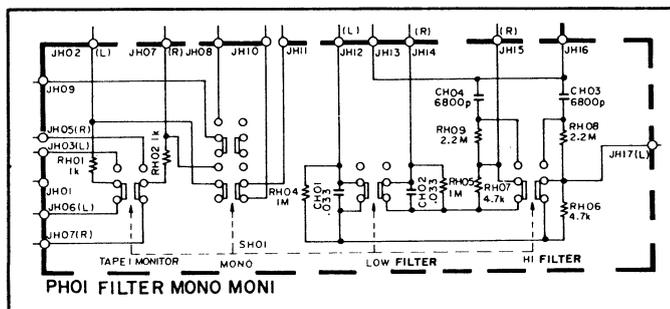 (L) (R) (R)
JH02 (L) JH07 (R) JH08 JH10 JH11 JH12 JH13 JH14 JH15 JH16
JH09
CH04 6800p
CH03 6800p
JH05(R)
JH03(L)
RH01 1k
RH02 1k
RH09 2.2M
RH08 2.2M
JH17(L)
JH01
JH06(L)
JH07(R)
RH04 1M
CH01 .033
CH02 .033
RH05 1M
RH07 4.7k
RH06 4.7k
SH01
TAPE 1 MONITOR MONO LOW FILTER HI FILTER
PH01 FILTER MONO MONI